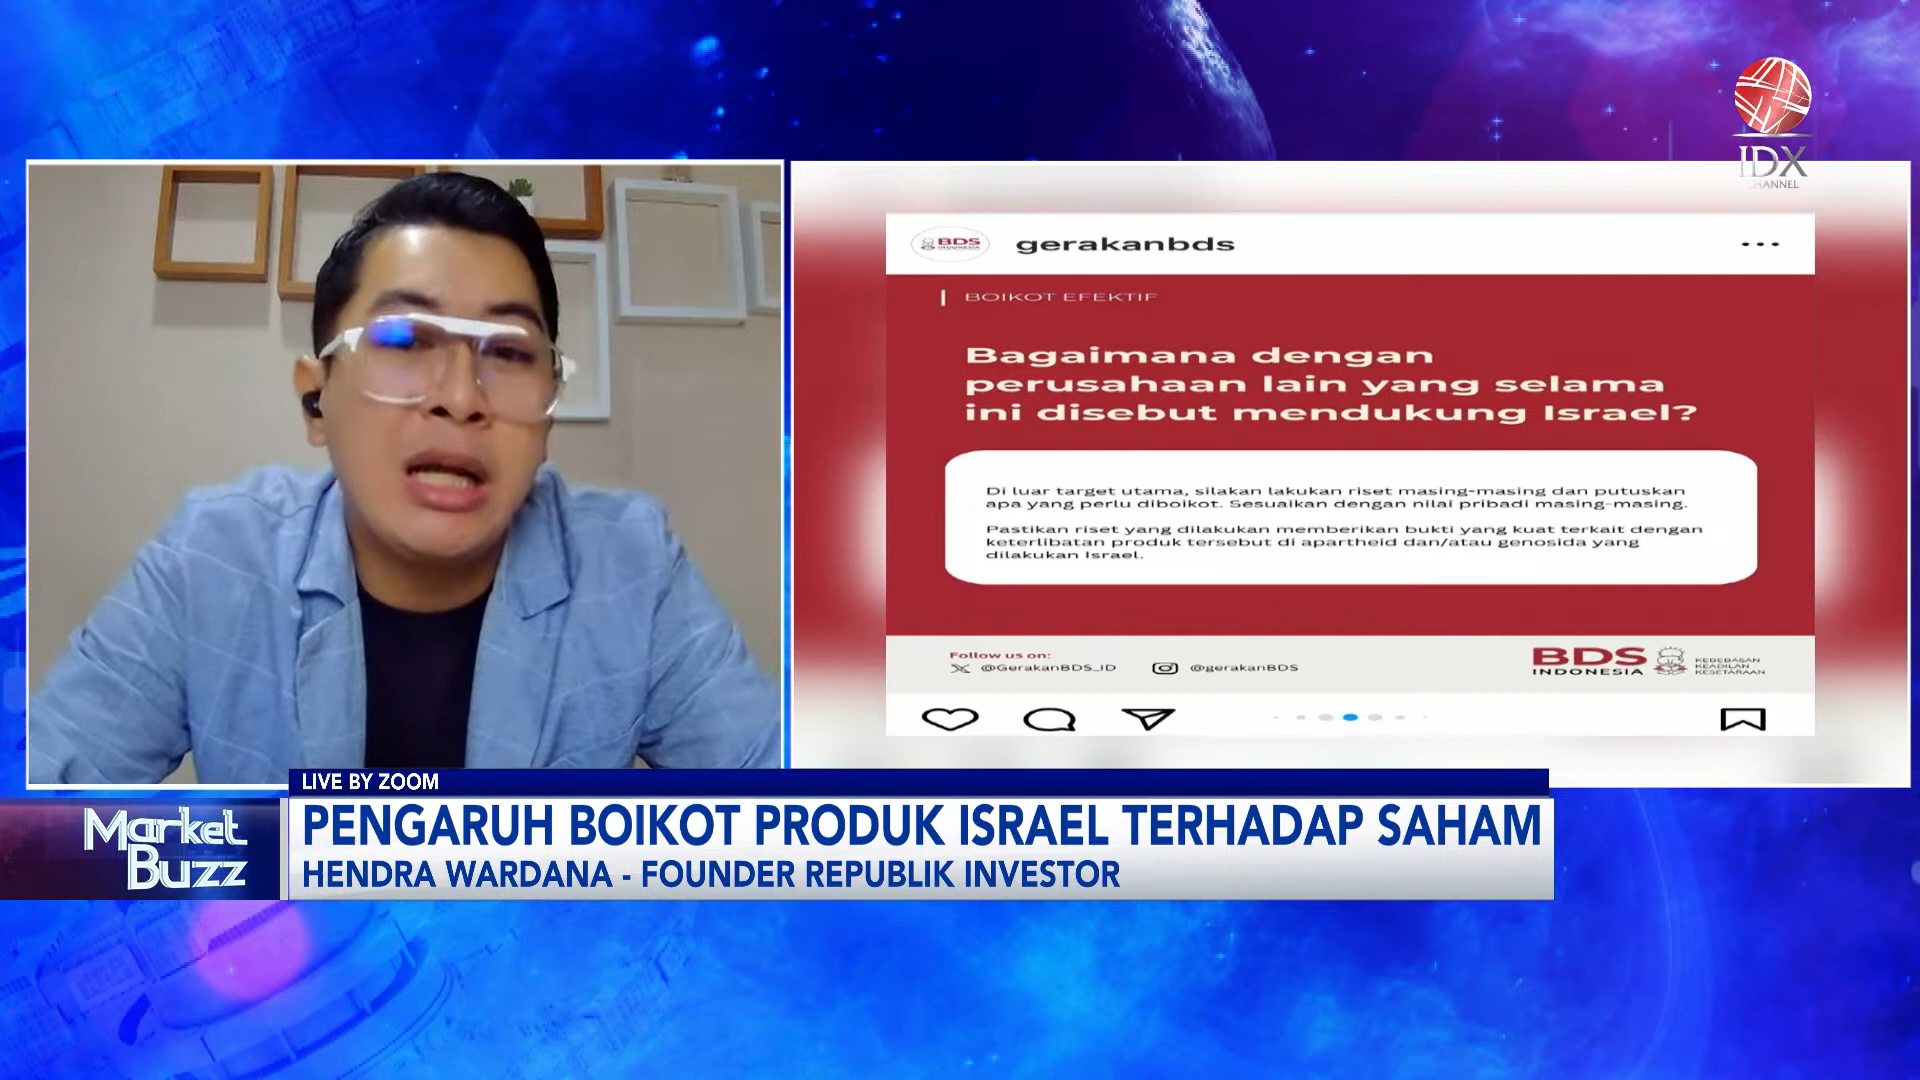 IDX
CHANNEL
BDS
INDONESIA
gerakanbds
BOIKOT EFEKTIF
Bagaimana dengan
perusahaan lain yang selama
ini disebut mendukung Israel?
Di luar target utama, silakan lakukan riset masing-masing dan putuskan
apa yang perlu diboikot. Sesuaikan dengan nilai pribadi masing-masing.
Pastikan riset yang dilakukan memberikan bukti yang kuat terkait dengan
keterlibatan produk tersebut di apartheid dan/atau genosida yang
dilakukan Israel.
Follow us on:
@GerakanBDS_ID
@gerakanBDS
BDS
INDONESIA
KEBEBASAN
KEADILAN
KESETARAAN
LIVE BY ZOOM
Market
Buzz
PENGARUH BOIKOT PRODUK ISRAEL TERHADAP SAHAM
HENDRA WARDANA - FOUNDER REPUBLIK INVESTOR